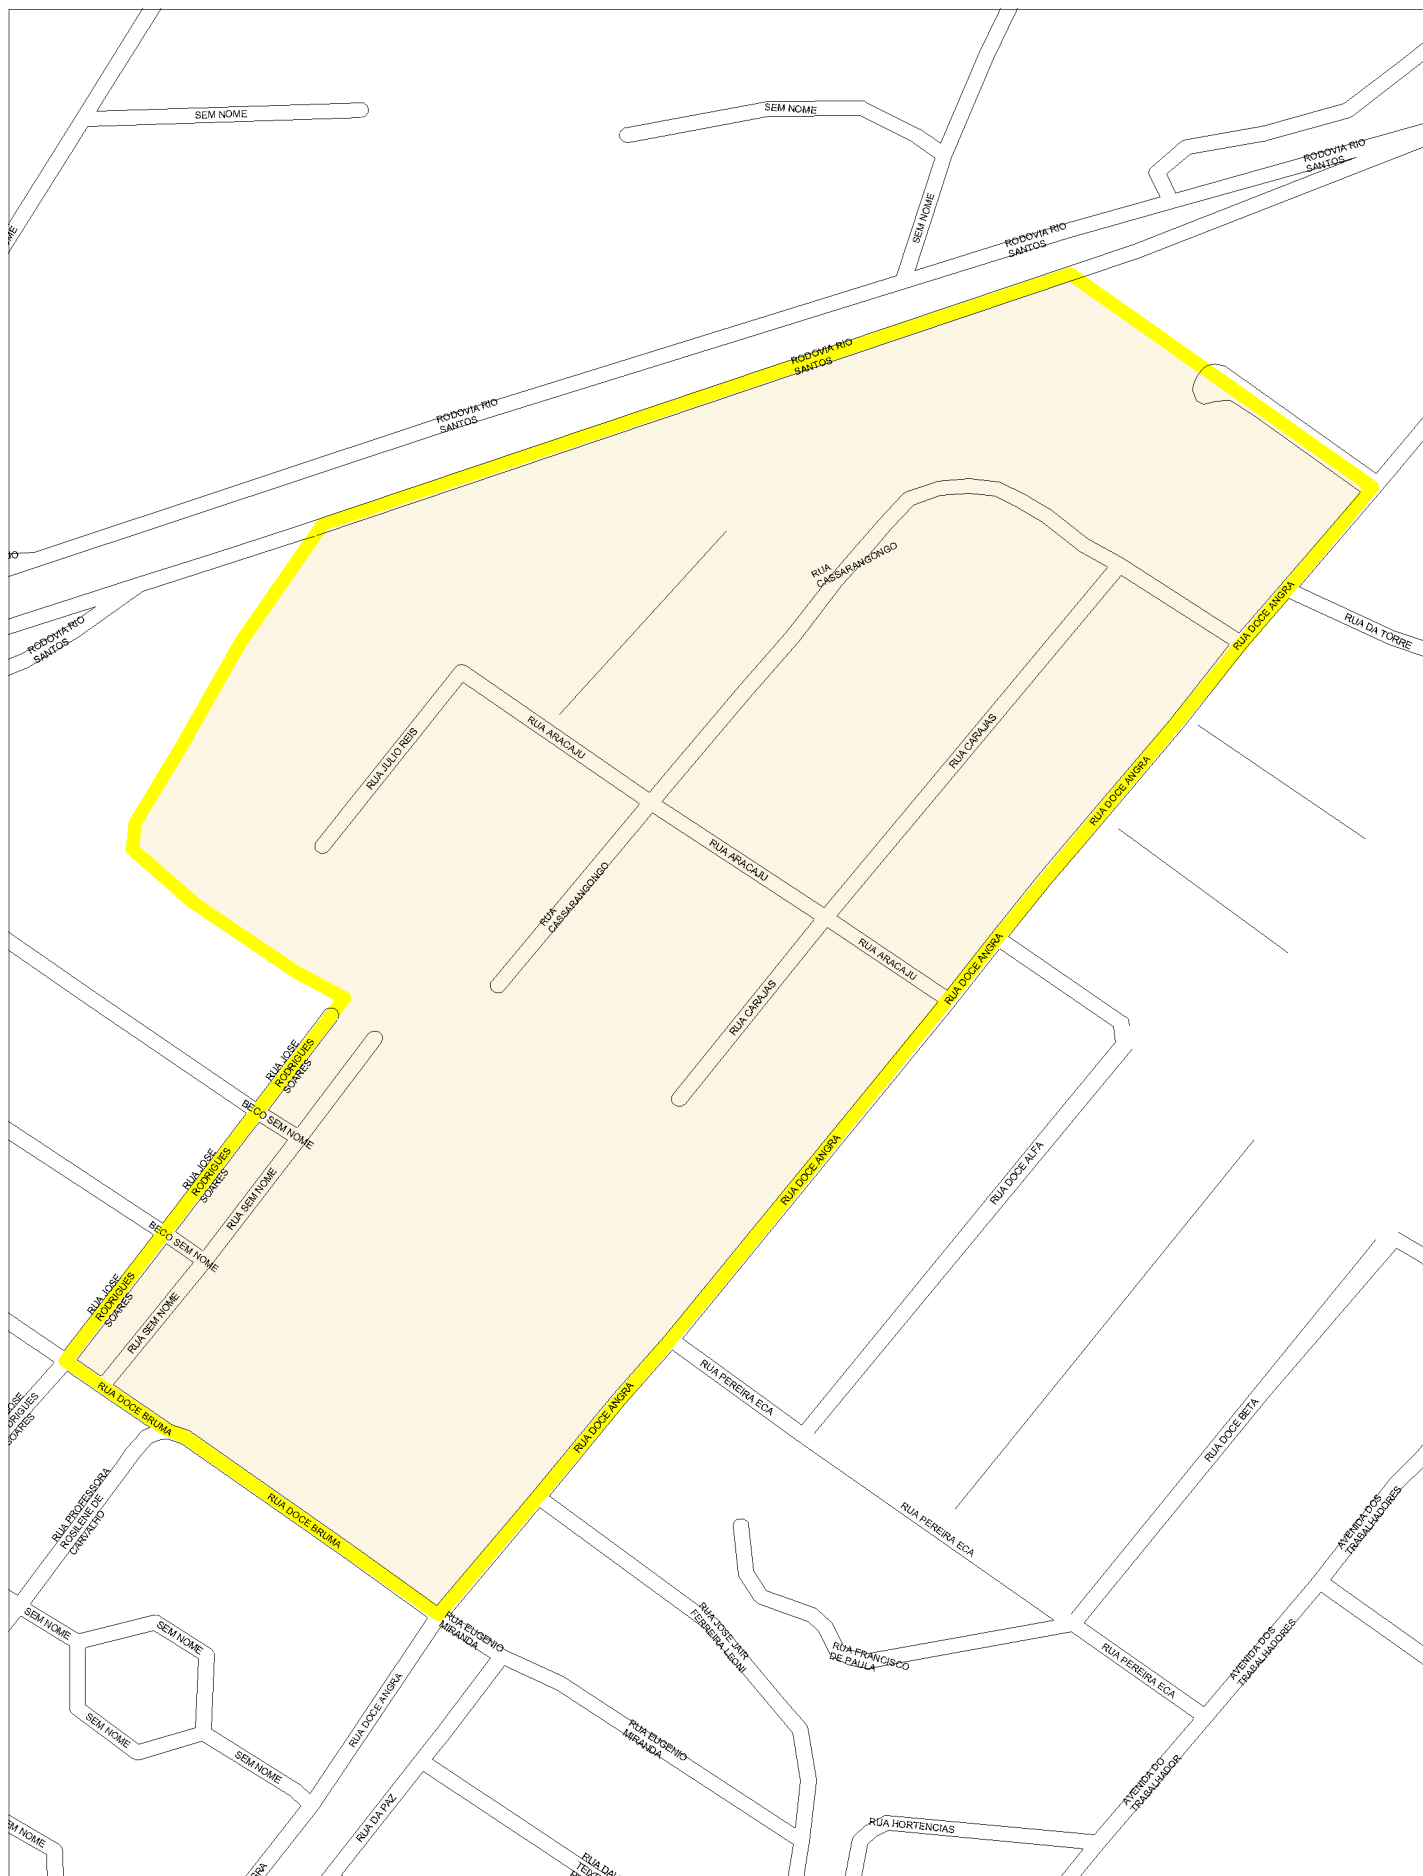 SEM NOME
SEM NOME
RODOVIA RIO
SANTOS
SEM NOME
RODOVIA RIO
SANTOS
RODOVIA RIO
SANTOS
RODOVIA RIO
SANTOS
RUA
CASSARANGONGO
RUA DOCE ANGRA
RUA DA TORRE
RODOVIA RIO
SANTOS
RUA ARACAJU
RUA JULIO REIS
RUA CARAJAS
RUA DOCE ANGRA
RUA ARACAJU
RUA
CASSARANGONGO
RUA ARACAJU
RUA DOCE ANGRA
RUA CARAJAS
RUA JOSE
RODRIGUES
SOARES
BECO SEM NOME
RUA JOSE
RODRIGUES
SOARES
RUA SEM NOME
RUA DOCE ANGRA
RUA DOCE ALFA
BECO SEM NOME
RUA JOSE
RODRIGUES
SOARES
RUA SEM NOME
RUA PEREIRA ECA
RUA DOCE BRUMA
RUA DOCE ANGRA
RUA DOCE BETA
RUA PROFESSORA
ROSILENE DE
CARVALHO
RUA DOCE BRUMA
RUA PEREIRA ECA
AVENIDA DOS
TRABALHADORES
SEM NOME
SEM NOME
RUA EUGENIO
MIRANDA
RUA JOSE JAIR
FERREIRA LEONI
RUA FRANCISCO
DE PAULA
AVENIDA DOS
TRABALHADORES
RUA PEREIRA ECA
RUA DOCE ANGRA
SEM NOME
SEM NOME
RUA EUGENIO
MIRANDA
AVENIDA DO
TRABALHADOR
RUA DA PAZ
RUA HORTENCIAS